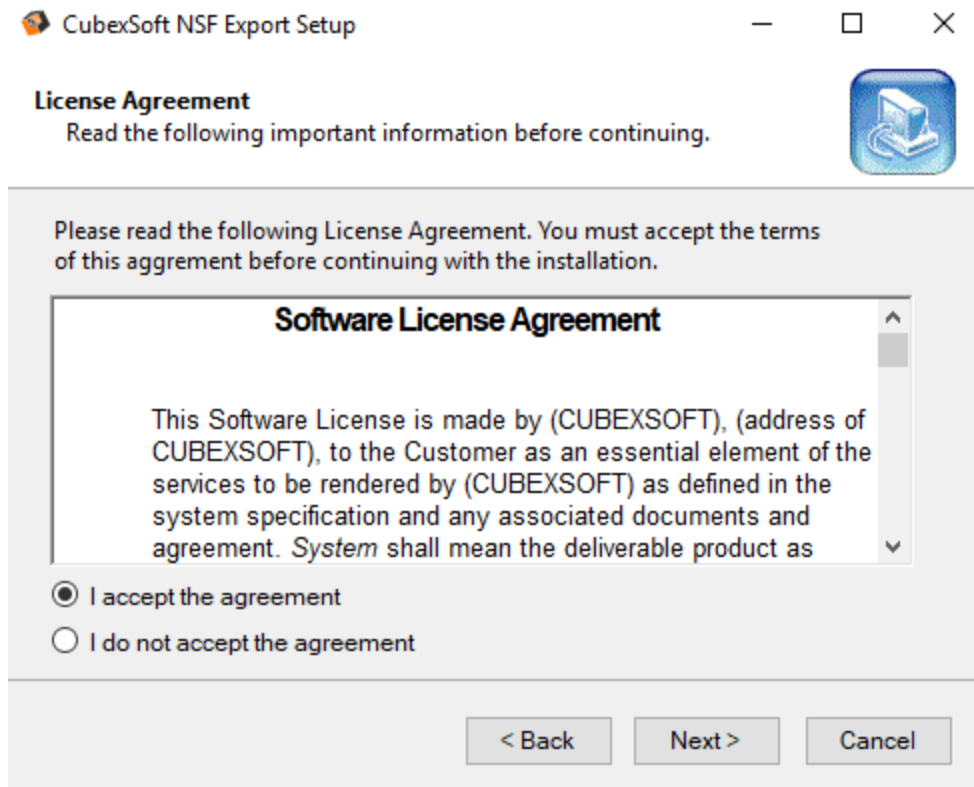 CubexSoft NSF Export Setup
License Agreement
Read the following important information before continuing.
Please read the following License Agreement. You must accept the terms
of this aggrement before continuing with the installation.
Software License Agreement
This Software License is made by (CUBEXSOFT), (address of
CUBEXSOFT), to the Customer as an essential element of the
services to be rendered by (CUBEXSOFT) as defined in the
system specification and any associated documents and
agreement. System shall mean the deliverable product as
I accept the agreement
I do not accept the agreement
< Back Next > Cancel